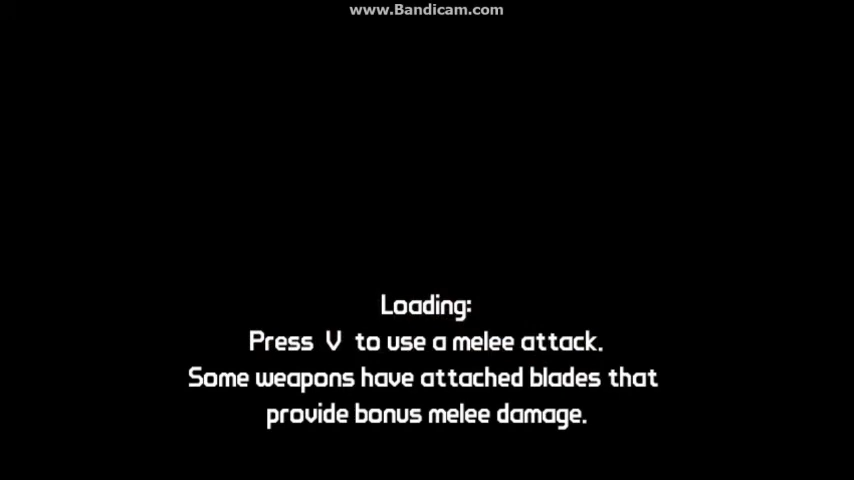 www.Bandicam.com
Loading:
Press V to use a melee attack.
Some weapons have attached blades that
provide bonus melee damage.